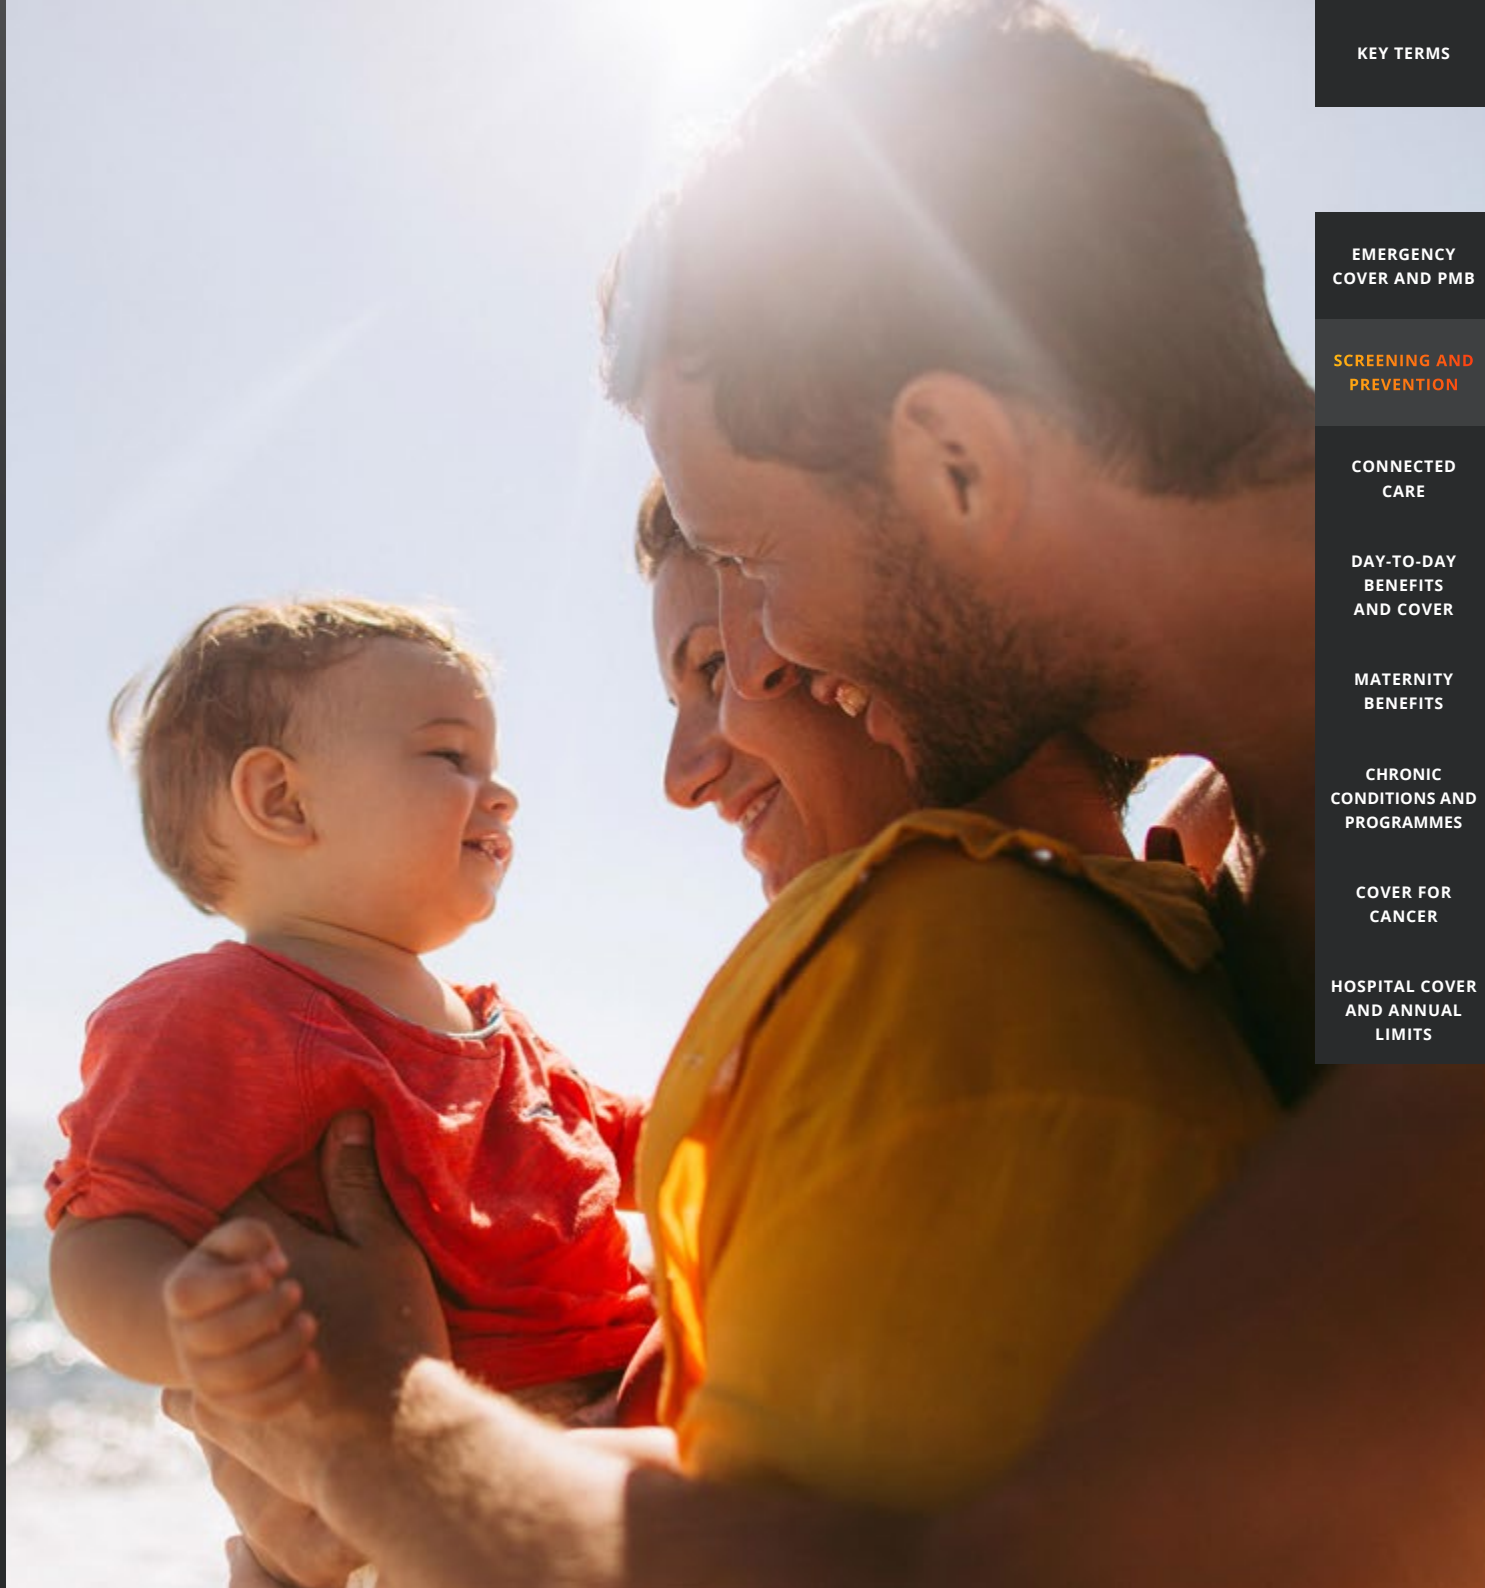 KEY TERMS
EMERGENCY
COVER AND PMB
SCREENING AND
PREVENTION
CONNECTED
CARE
DAY-TO-DAY
BENEFITS
AND COVER
MATERNITY
BENEFITS
CHRONIC
CONDITIONS AND
PROGRAMMES
COVER FOR
CANCER
HOSPITAL COVER
AND ANNUAL
LIMITS